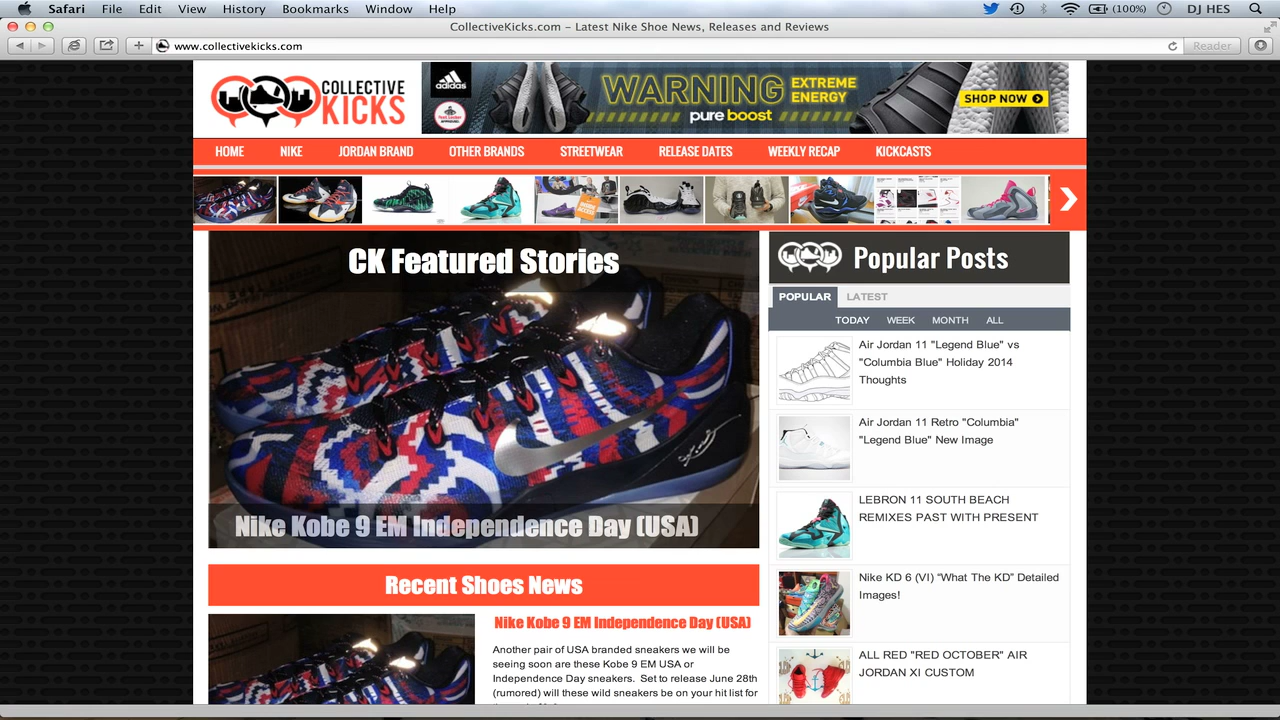 Safari File Edit View History Bookmarks Window Help (100%) DJ HES
CollectiveKicks.com – Latest Nike Shoe News, Releases and Reviews
www.collectivekicks.com
Reader
COLLECTIVE
KICKS
adidas
WARNING
EXTREME
ENERGY
pureboost
SHOP NOW
HOME NIKE JORDAN BRAND OTHER BRANDS STREETWEAR RELEASE DATES WEEKLY RECAP KICKCASTS
CK Featured Stories
Nike Kobe 9 EM Independence Day (USA)
Recent Shoes News
Nike Kobe 9 EM Independence Day (USA)
Another pair of USA branded sneakers we will be
seeing soon are these Kobe 9 EM USA or
Independence Day sneakers. Set to release June 28th
(rumored) will these wild sneakers be on your hit list for
Popular Posts
POPULAR LATEST
TODAY WEEK MONTH ALL
Air Jordan 11 "Legend Blue" vs
"Columbia Blue" Holiday 2014
Thoughts
Air Jordan 11 Retro "Columbia"
"Legend Blue" New Image
LEBRON 11 SOUTH BEACH
REMIXES PAST WITH PRESENT
Nike KD 6 (VI) “What The KD” Detailed
Images!
ALL RED "RED OCTOBER" AIR
JORDAN XI CUSTOM